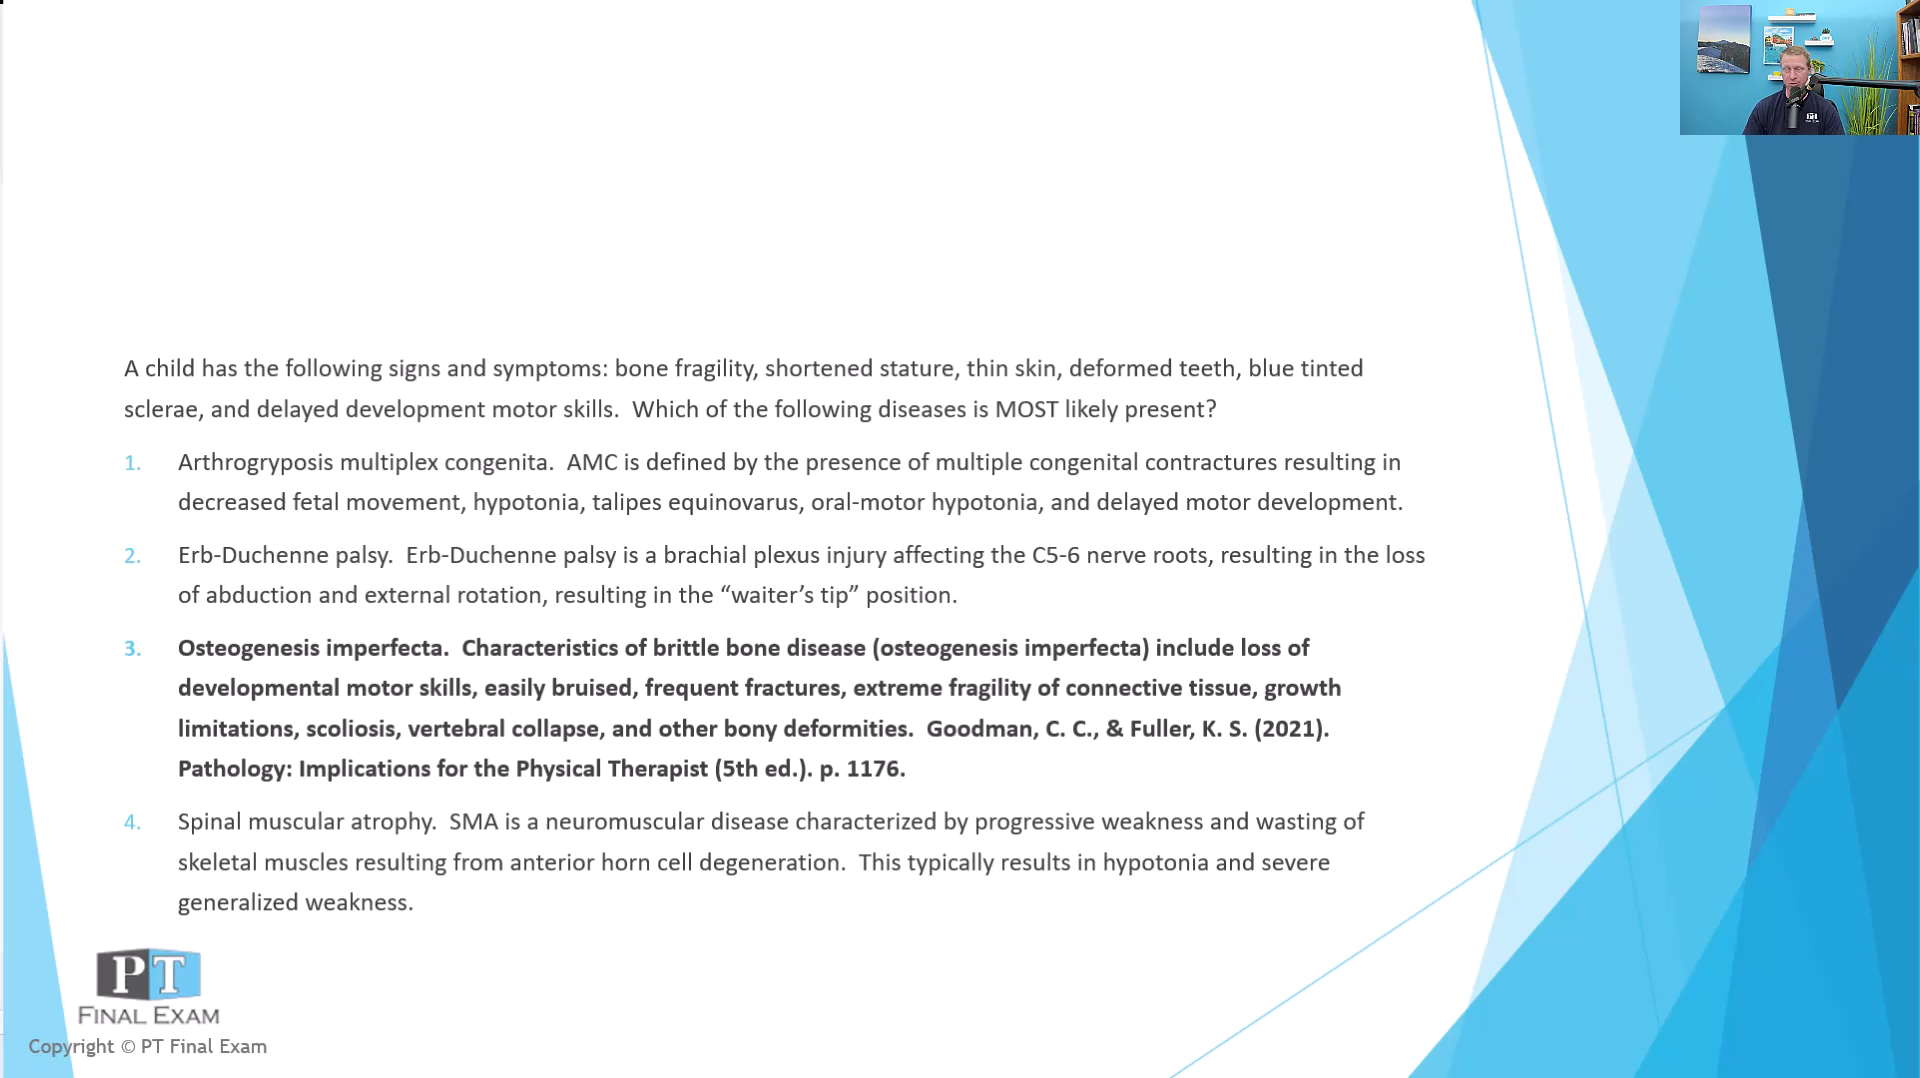 A child has the following signs and symptoms: bone fragility, shortened stature, thin skin, deformed teeth, blue tinted
sclerae, and delayed development motor skills. Which of the following diseases is MOST likely present?
1. Arthrogryposis multiplex congenita. AMC is defined by the presence of multiple congenital contractures resulting in
decreased fetal movement, hypotonia, talipes equinovarus, oral-motor hypotonia, and delayed motor development.
2. Erb-Duchenne palsy. Erb-Duchenne palsy is a brachial plexus injury affecting the C5-6 nerve roots, resulting in the loss
of abduction and external rotation, resulting in the “waiter’s tip” position.
3. Osteogenesis imperfecta. Characteristics of brittle bone disease (osteogenesis imperfecta) include loss of
developmental motor skills, easily bruised, frequent fractures, extreme fragility of connective tissue, growth
limitations, scoliosis, vertebral collapse, and other bony deformities. Goodman, C. C., & Fuller, K. S. (2021).
Pathology: Implications for the Physical Therapist (5th ed.). p. 1176.
4. Spinal muscular atrophy. SMA is a neuromuscular disease characterized by progressive weakness and wasting of
skeletal muscles resulting from anterior horn cell degeneration. This typically results in hypotonia and severe
generalized weakness.
PT
FINAL EXAM
Copyright © PT Final Exam